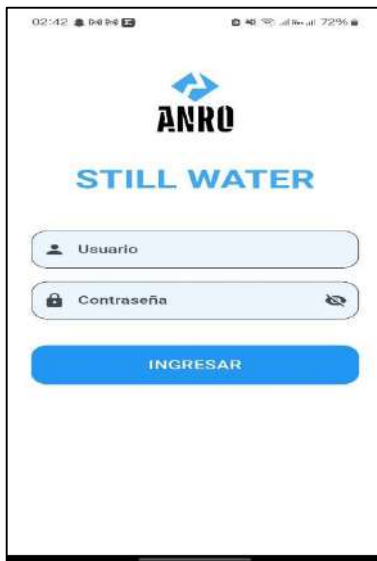 02:42 72%
ANRO
STILL WATER
Usuario
Contraseña
INGRESAR